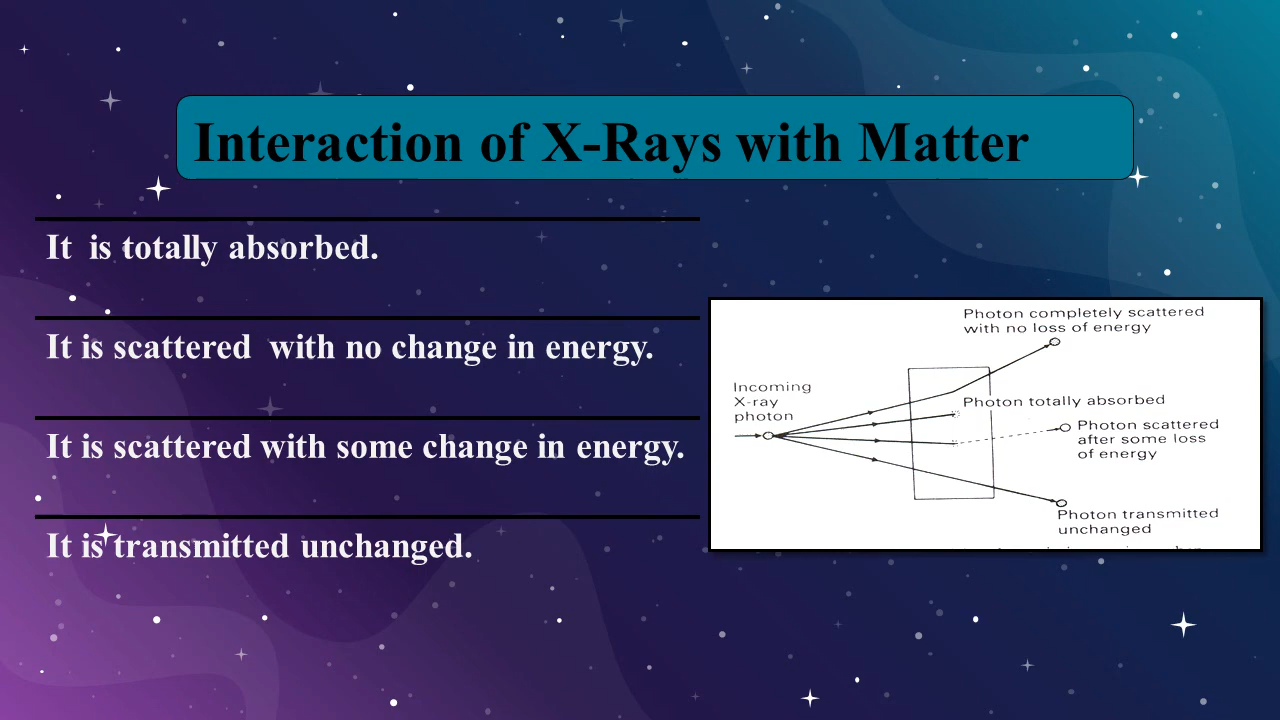 Interaction of X-Rays with Matter
It is totally absorbed.
It is scattered with no change in energy.
It is scattered with some change in energy.
It is transmitted unchanged.
Photon completely scattered
with no loss of energy
Incoming
X-ray
photon
Photon totally absorbed
Photon scattered
after some loss
of energy
Photon transmitted
unchanged